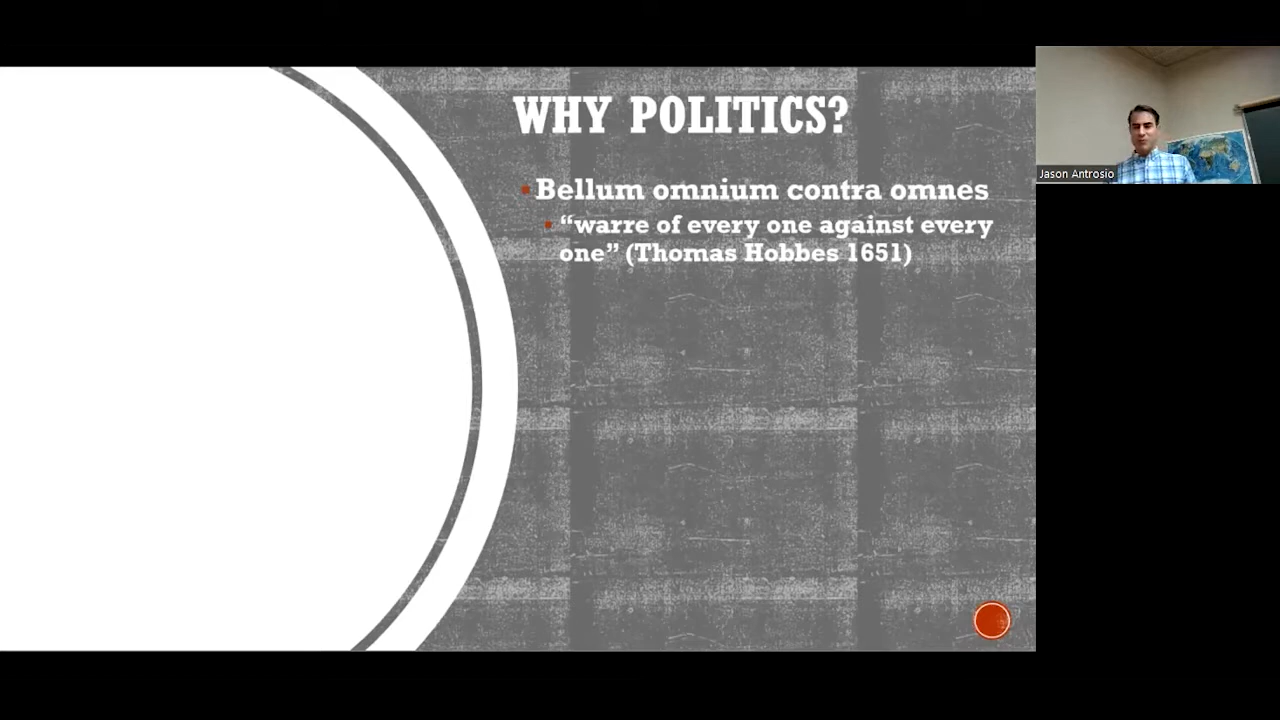 WHY POLITICS?
Bellum omnium contra omnes
“warre of every one against every
one” (Thomas Hobbes 1651)
Jason Antrosio